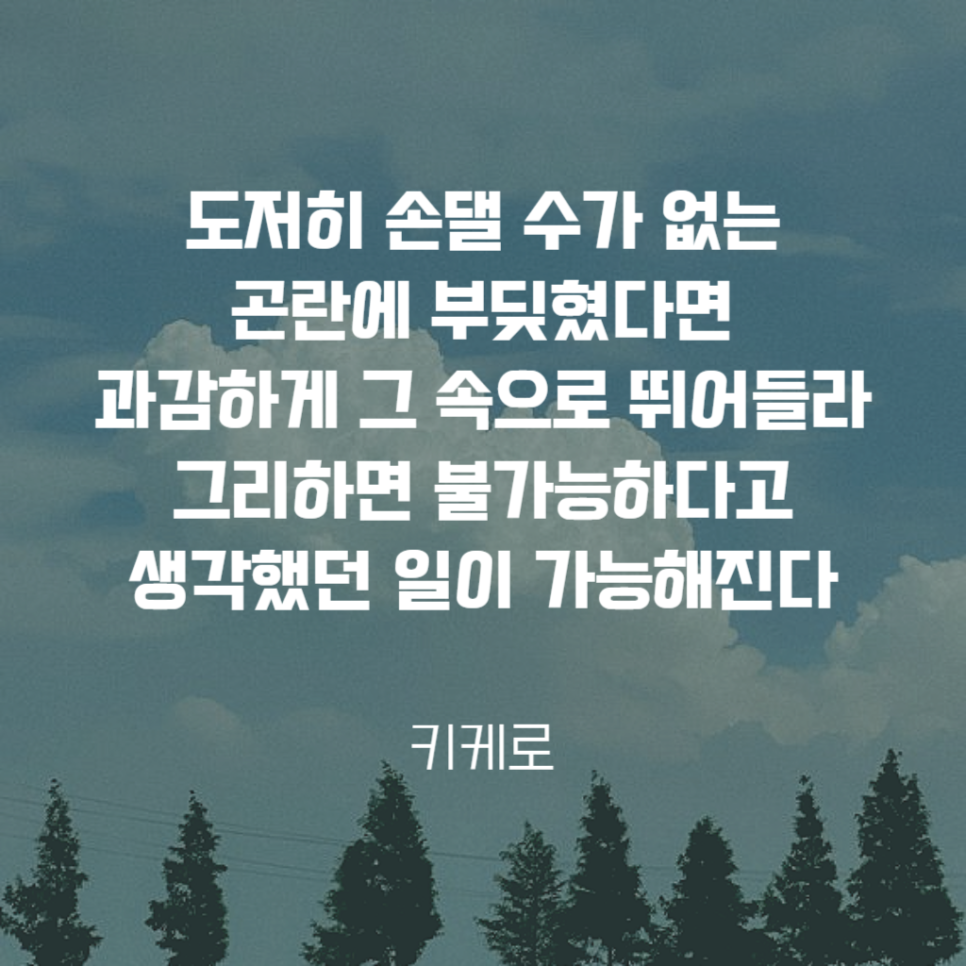 도저히 손댈 수가 없는
곤란에 부딪혔다면
과감하게 그 속으로 뛰어들라
그리하면 불가능하다고
생각했던 일이 가능해진다
키케로